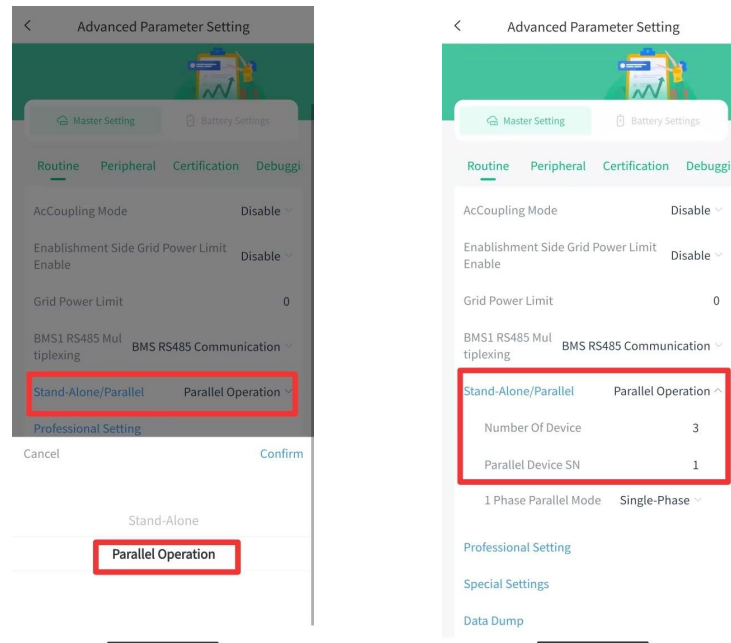 Advanced Parameter Setting
Master Setting
Battery Settings
Routine Peripheral Certification Debuggi
AcCoupling Mode Disable
Enablishment Side Grid Power Limit
Enable
Disable
Grid Power Limit 0
BMS1 RS485 Mul
tiplexing
BMS RS485 Communication
Stand-Alone/Parallel Parallel Operation
Professional Setting
Cancel Confirm
Stand-Alone
Parallel Operation
Advanced Parameter Setting
Master Setting
Battery Settings
Routine Peripheral Certification Debuggi
AcCoupling Mode Disable
Enablishment Side Grid Power Limit
Enable
Disable
Grid Power Limit 0
BMS1 RS485 Mul
tiplexing
BMS RS485 Communication
Stand-Alone/Parallel Parallel Operation
Number Of Device 3
Parallel Device SN 1
1 Phase Parallel Mode Single-Phase
Professional Setting
Special Settings
Data Dump